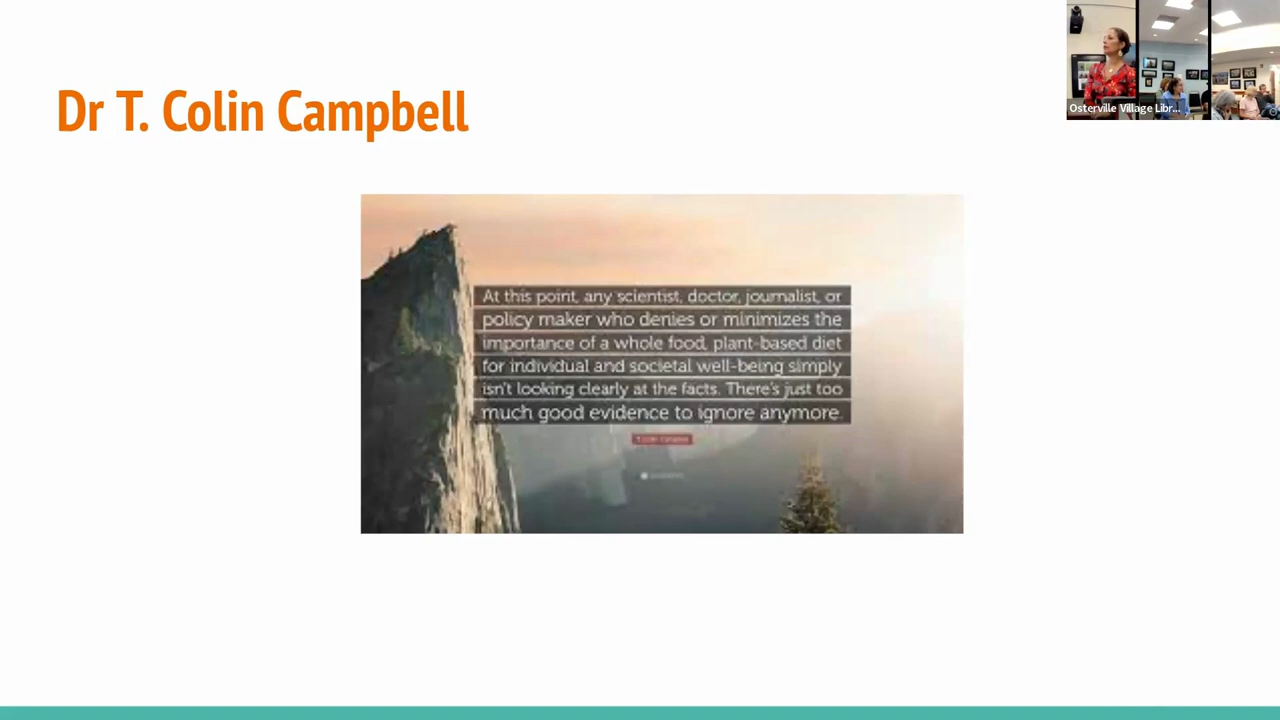 Osterville Village Libr...
Dr T. Colin Campbell
At this point, any scientist, doctor, journalist, or
policy maker who denies or minimizes the
importance of a whole food, plant-based diet
for individual and societal well-being simply
isn't looking clearly at the facts. There's just too
much good evidence to ignore anymore.